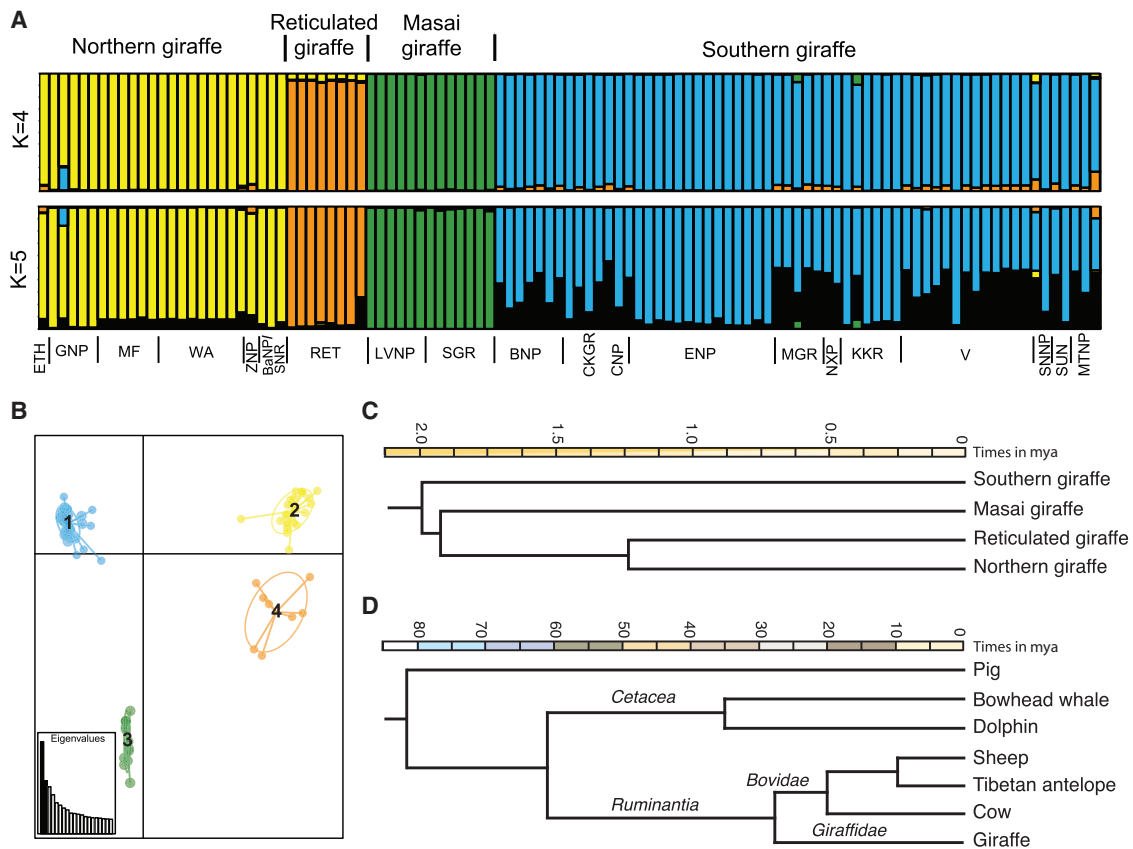 A
Northern giraffe
Reticulated giraffe
Masai giraffe
Southern giraffe
K=4
K=5
ETH GNP MF WA ZNP BaNP/ SNR RET LVNP SGR BNP CKGR CNP ENP MGR NXP KKR V SNNP SUN MTNP
B
1
2
4
3
Eigenvalues
C
2.0 1.5 1.0 0.5 0 Times in mya
Southern giraffe
Masai giraffe
Reticulated giraffe
Northern giraffe
D
80 70 60 50 40 30 20 10 0 Times in mya
Pig
Cetacea
Bowhead whale
Dolphin
Sheep
Bovidae
Tibetan antelope
Ruminantia
Cow
Giraffidae
Giraffe